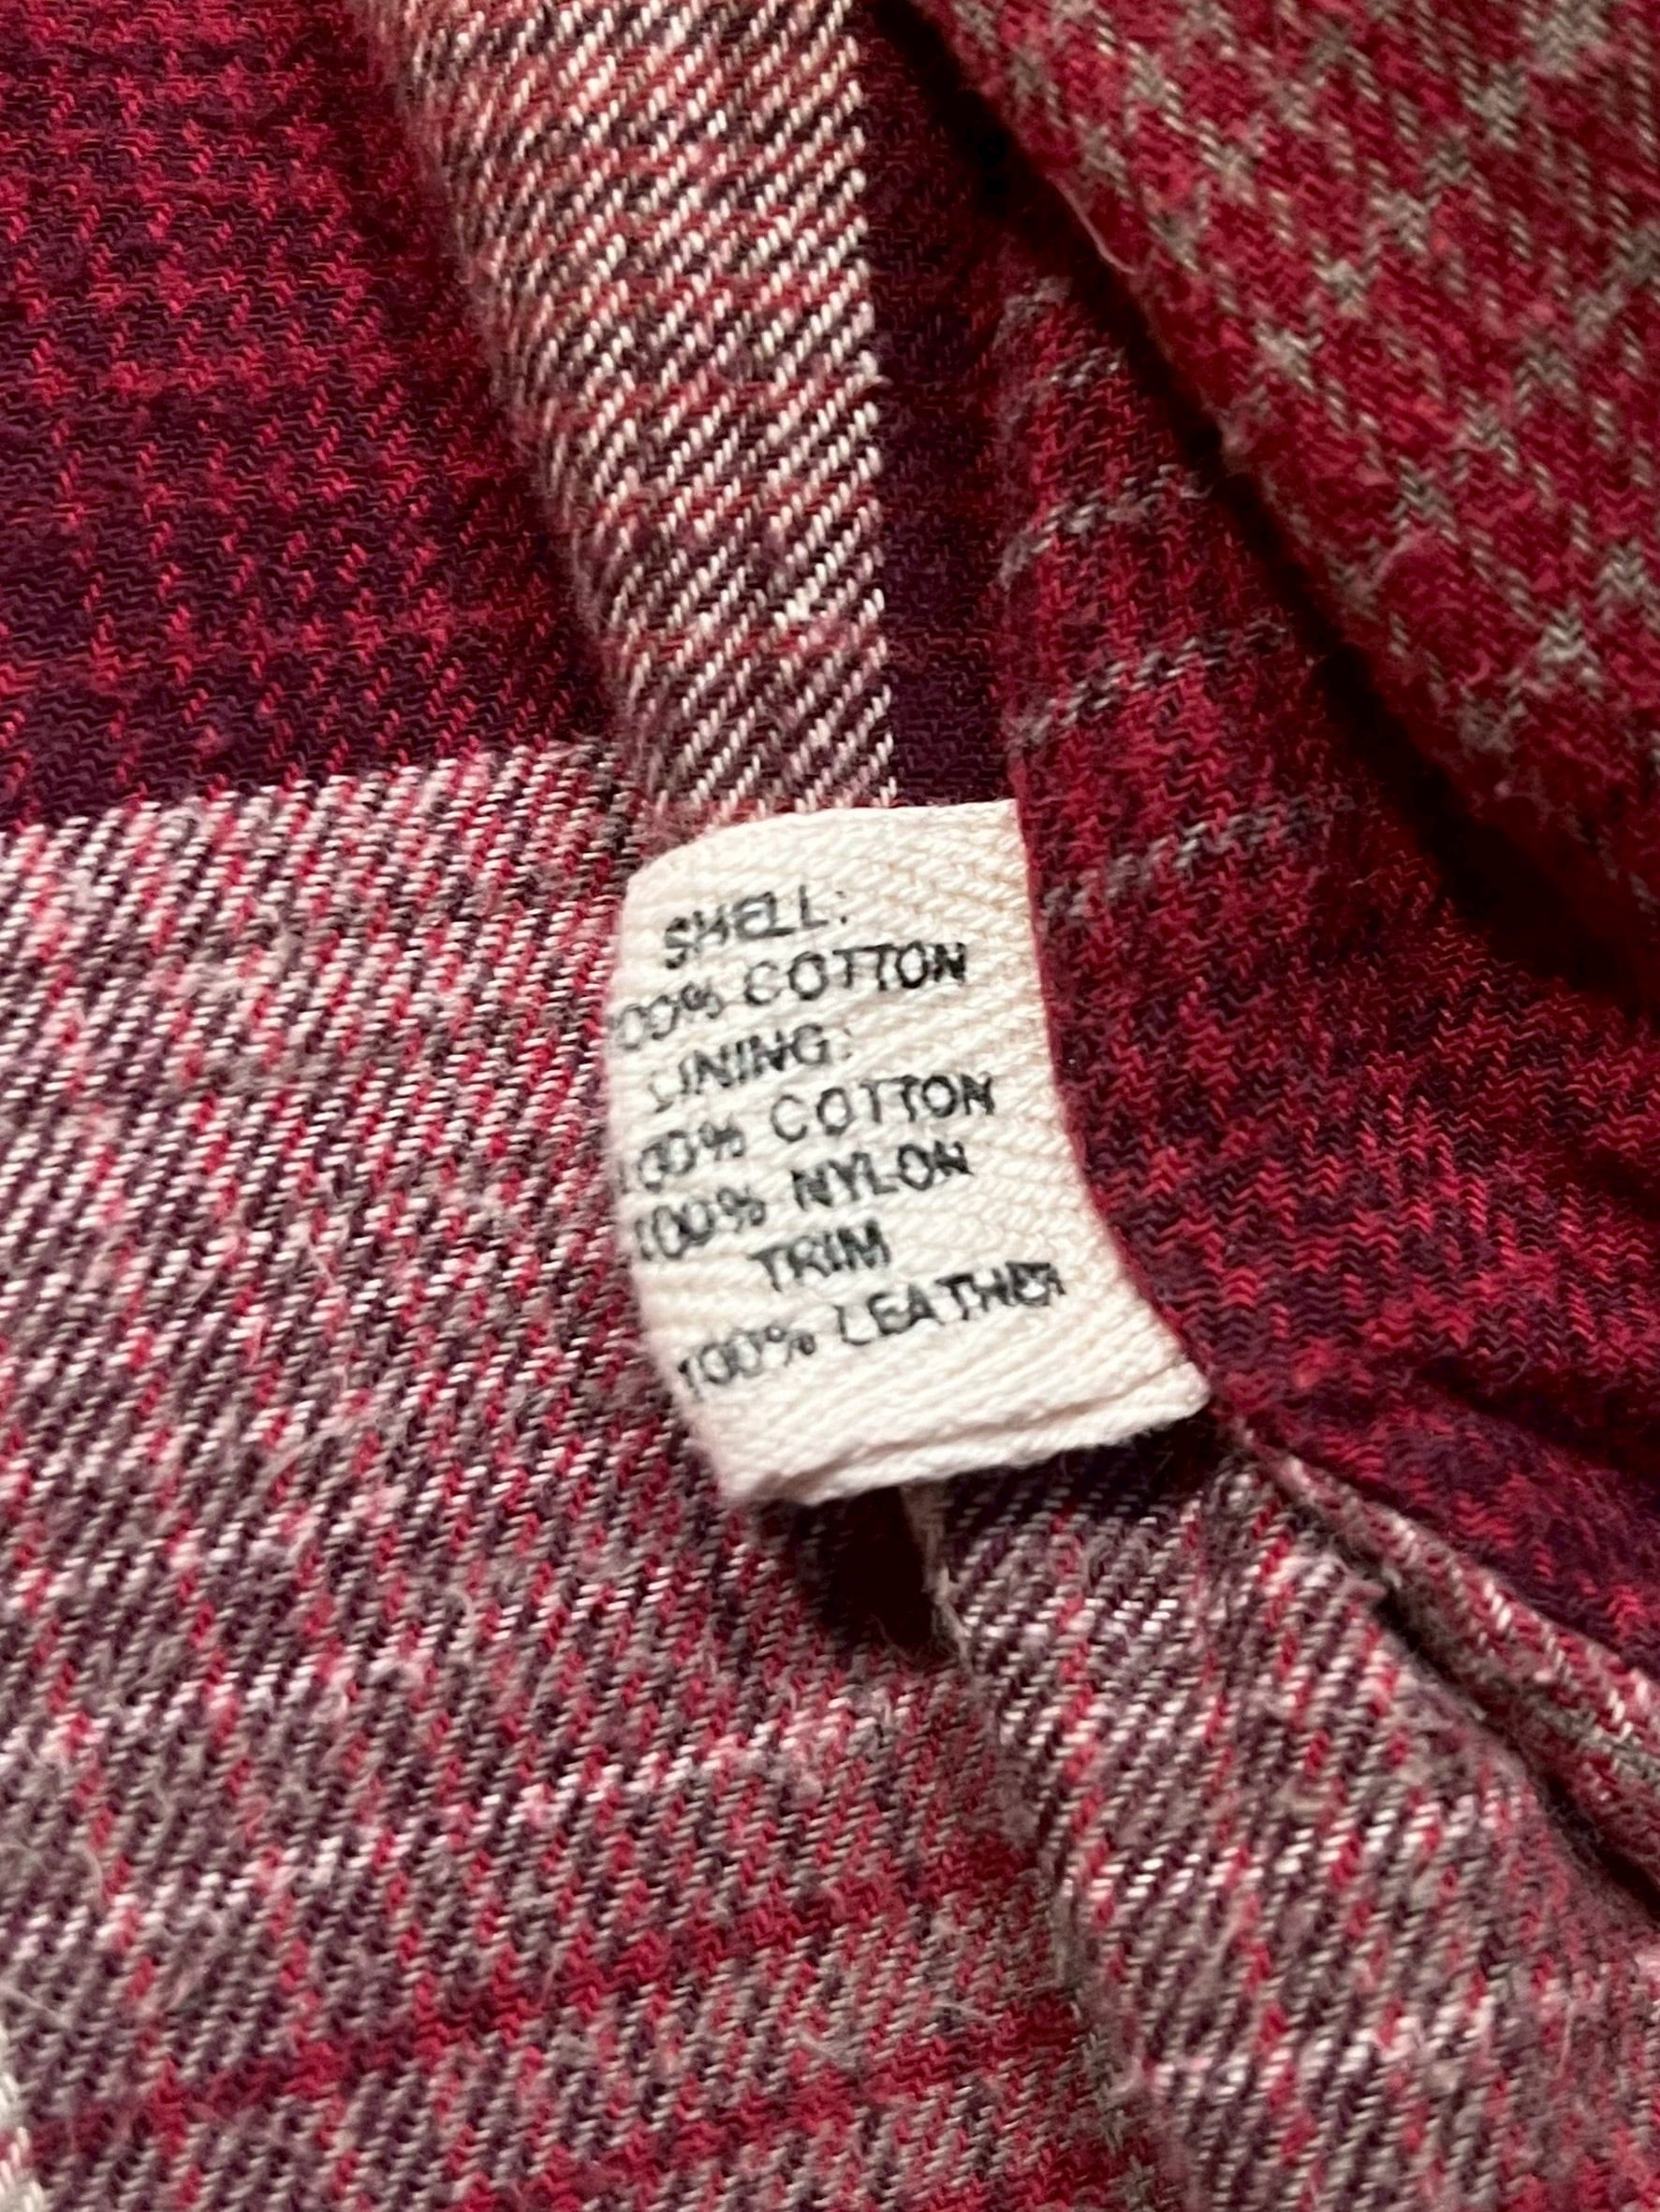 SHELL:
100% COTTON
LINING:
100% COTTON
100% NYLON
TRIM
100% LEATHER